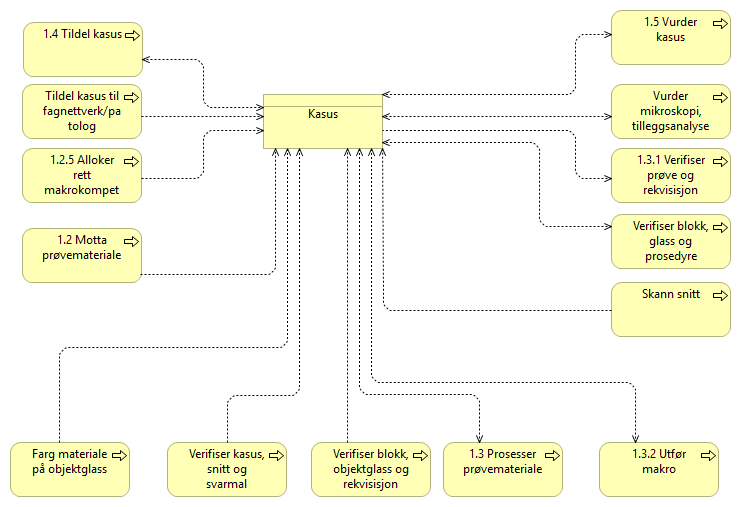 1.4 Tildel kasus
1.5 Vurder
kasus
Tildel kasus til
fagnettverk/pa
tolog
Kasus
Vurder
mikroskopi,
tilleggsanalyse
1.2.5 Alloker
rett
makrokompet
1.3.1 Verifiser
prøve og
rekvisisjon
1.2 Motta
prøvemateriale
Verifiser blokk,
glass og
prosedyre
Skann snitt
Farg materiale
på objektglass
Verifiser kasus,
snitt og
svarmal
Verifiser blokk,
objektglass og
rekvisisjon
1.3 Prosesser
prøvemateriale
1.3.2 Utfør
makro